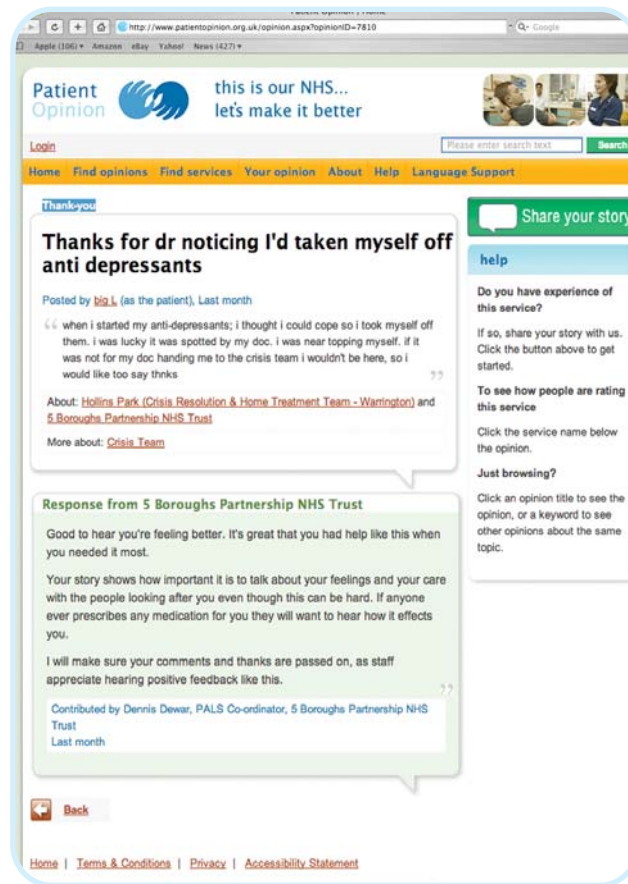 http://www.patientopinion.org.uk/opinion.aspx?opinionID=7810
Q- Google
Apple (106) Amazon eBay Yahoo! News (427)
Patient
Opinion
this is our NHS...
let's make it better
Login
Please enter search text
Search
Home Find opinions Find services Your opinion About Help Language Support
Thank-you
Thanks for dr noticing I'd taken myself off
anti depressants
Posted by big L (as the patient), Last month
“ when i started my anti-depressants; i thought i could cope so i took myself off
them. i was lucky it was spotted by my doc. i was near topping myself. if it
was not for my doc handing me to the crisis team i wouldn't be here, so i
would like too say thnks ”
About: Hollins Park (Crisis Resolution & Home Treatment Team - Warrington) and
5 Boroughs Partnership NHS Trust
More about: Crisis Team
Response from 5 Boroughs Partnership NHS Trust
Good to hear you're feeling better. It's great that you had help like this when
you needed it most.
Your story shows how important it is to talk about your feelings and your care
with the people looking after you even though this can be hard. If anyone
ever prescribes any medication for you they will want to hear how it effects
you.
I will make sure your comments and thanks are passed on, as staff
appreciate hearing positive feedback like this. ”
Contributed by Dennis Dewar, PALS Co-ordinator, 5 Boroughs Partnership NHS
Trust
Last month
Share your story
help
Do you have experience of
this service?
If so, share your story with us.
Click the button above to get
started.
To see how people are rating
this service
Click the service name below
the opinion.
Just browsing?
Click an opinion title to see the
opinion, or a keyword to see
other opinions about the same
topic.
Back
Home | Terms & Conditions | Privacy | Accessibility Statement